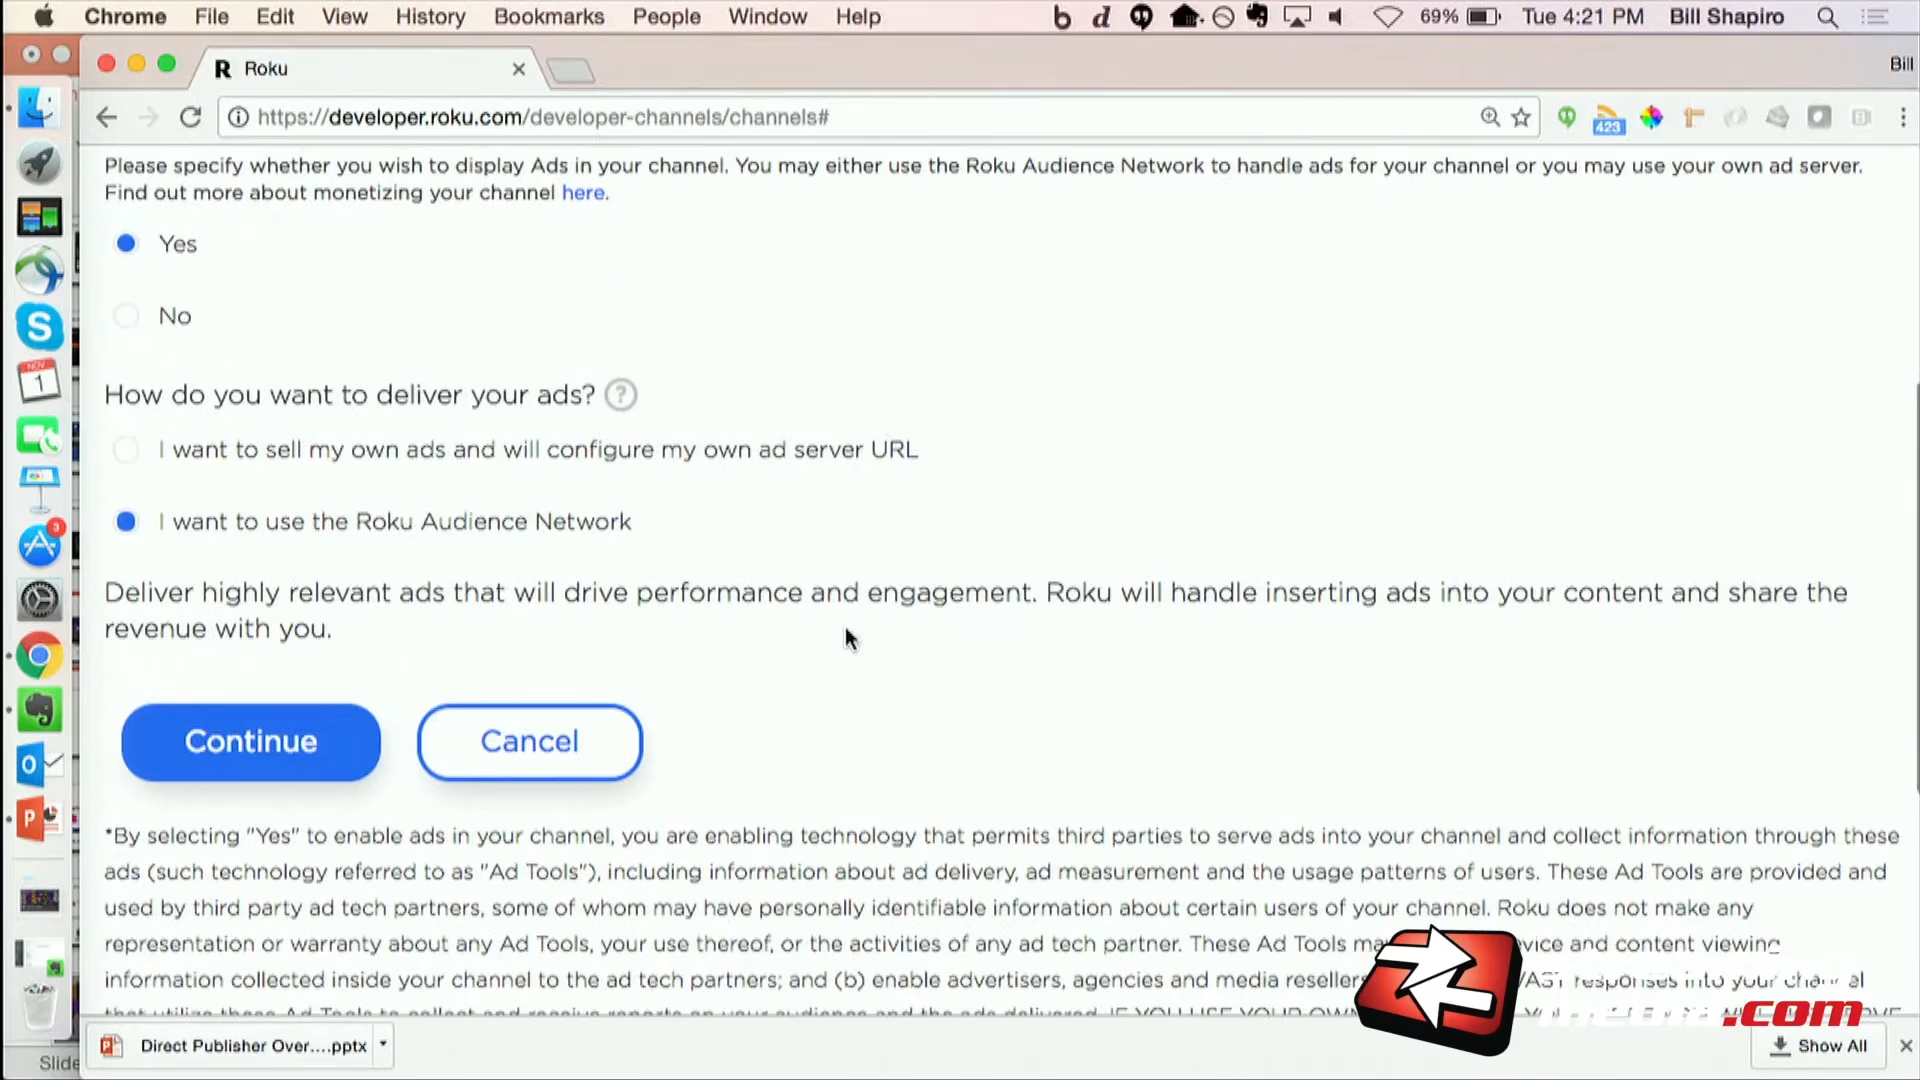 Chrome File Edit View History Bookmarks People Window Help 69% Tue 4:21 PM Bill Shapiro
R Roku Bill
https://developer.roku.com/developer-channels/channels#
423
Please specify whether you wish to display Ads in your channel. You may either use the Roku Audience Network to handle ads for your channel or you may use your own ad server.
Find out more about monetizing your channel here.
Yes
No
How do you want to deliver your ads? ?
I want to sell my own ads and will configure my own ad server URL
I want to use the Roku Audience Network
Deliver highly relevant ads that will drive performance and engagement. Roku will handle inserting ads into your content and share the
revenue with you.
Continue Cancel
*By selecting "Yes" to enable ads in your channel, you are enabling technology that permits third parties to serve ads into your channel and collect information through these
ads (such technology referred to as "Ad Tools"), including information about ad delivery, ad measurement and the usage patterns of users. These Ad Tools are provided and
used by third party ad tech partners, some of whom may have personally identifiable information about certain users of your channel. Roku does not make any
representation or warranty about any Ad Tools, your use thereof, or the activities of any ad tech partner. These Ad Tools and content viewing
information collected inside your channel to the ad tech partners; and (b) enable advertisers, agencies and media resellers responses into your channel
media.com
Direct Publisher Over....pptx
Show All
Slide
NOV
1
3